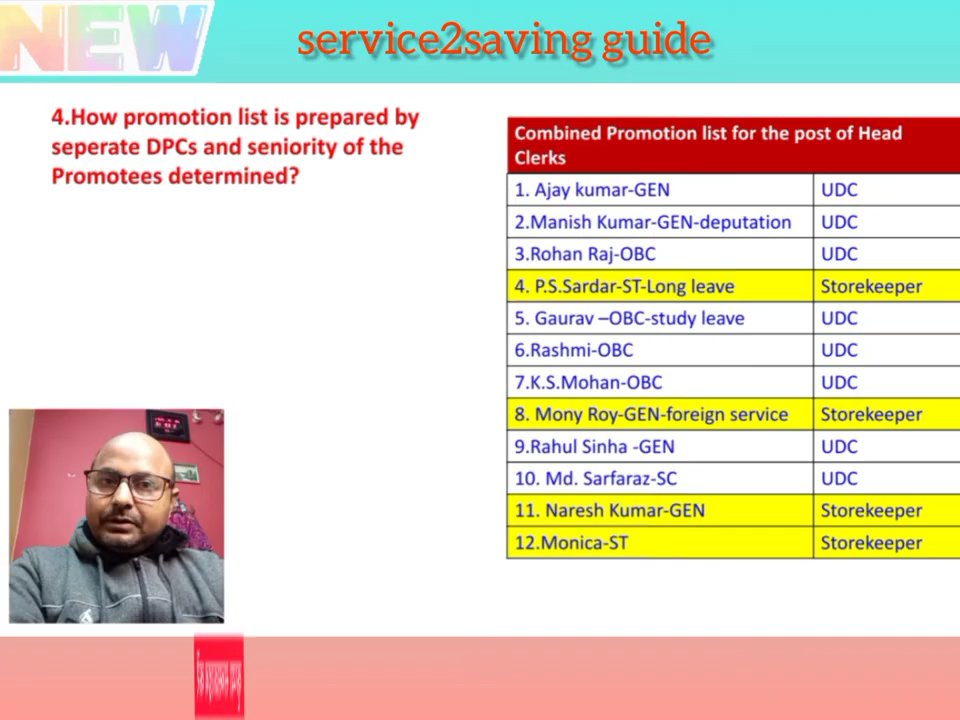 NEW
service2saving guide
4.How promotion list is prepared by
seperate DPCs and seniority of the
Promotees determined?
Combined Promotion list for the post of Head
Clerks
1. Ajay kumar-GEN UDC
2.Manish Kumar-GEN-deputation UDC
3.Rohan Raj-OBC UDC
4. P.S.Sardar-ST-Long leave Storekeeper
5. Gaurav –OBC-study leave UDC
6.Rashmi-OBC UDC
7.K.S.Mohan-OBC UDC
8. Mony Roy-GEN-foreign service Storekeeper
9.Rahul Sinha -GEN UDC
10. Md. Sarfaraz-SC UDC
11. Naresh Kumar-GEN Storekeeper
12.Monica-ST Storekeeper